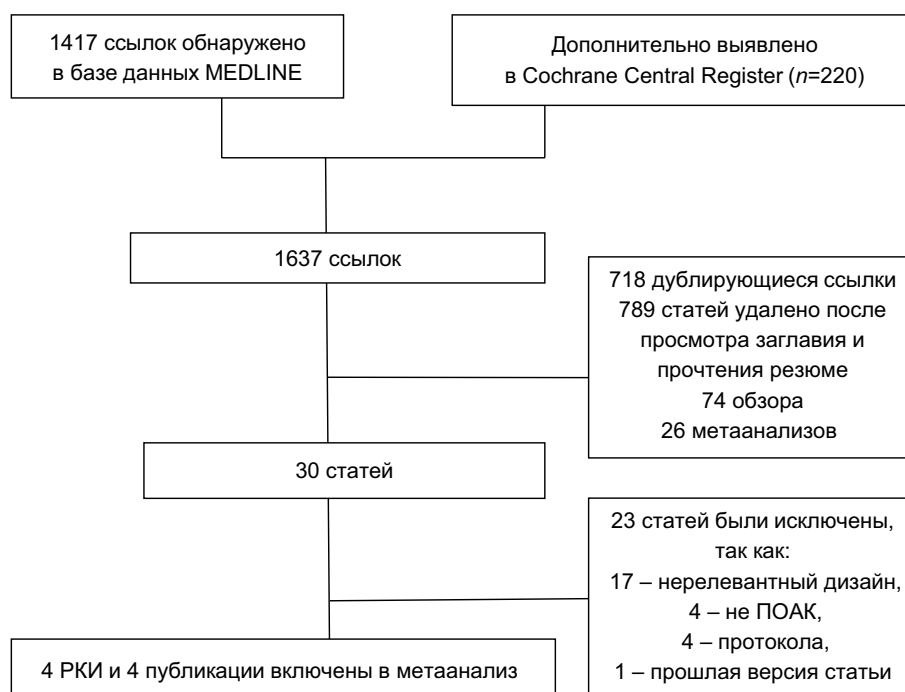 1417 ссылок обнаружено
в базе данных MEDLINE
Дополнительно выявлено
в Cochrane Central Register (n=220)
1637 ссылок
718 дублирующиеся ссылки
789 статей удалено после
просмотра заглавия и
прочтения резюме
74 обзора
26 метаанализов
30 статей
23 статей были исключены,
так как:
17 – нерелевантный дизайн,
4 – не ПОАК,
4 – протокола,
1 – прошлая версия статьи
4 РКИ и 4 публикации включены в метаанализ